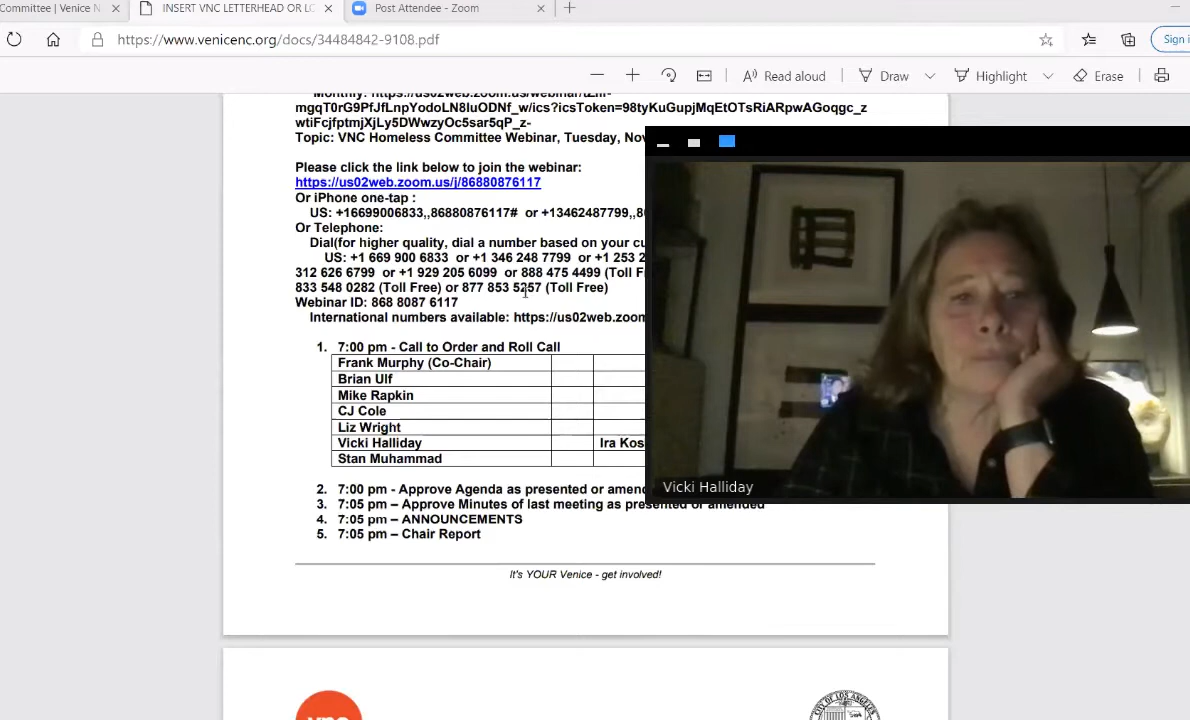 Committee | Venice N
INSERT VNC LETTERHEAD OR LO
Post Attendee - Zoom
https://www.venicenc.org/docs/34484842-9108.pdf
Sign i
Read aloud
Draw
Highlight
Erase
mgqT0rG9PfJfLnpYodoLN8luODNf_w/ics?icsToken=98tyKuGupjMqEtOTsRiARpwAGoqgc_z
wtiFcjfptmjXjLy5DWwzyOc5sar5qP_z-
Topic: VNC Homeless Committee Webinar, Tuesday, Nov
Please click the link below to join the webinar:
https://us02web.zoom.us/j/86880876117
Or iPhone one-tap :
US: +16699006833,,86880876117# or +13462487799,,8
Or Telephone:
Dial(for higher quality, dial a number based on your cu
US: +1 669 900 6833 or +1 346 248 7799 or +1 253 2
312 626 6799 or +1 929 205 6099 or 888 475 4499 (Toll F
833 548 0282 (Toll Free) or 877 853 5257 (Toll Free)
Webinar ID: 868 8087 6117
International numbers available: https://us02web.zoom
1. 7:00 pm - Call to Order and Roll Call
Frank Murphy (Co-Chair)
Brian Ulf
Mike Rapkin
CJ Cole
Liz Wright
Vicki Halliday Ira Kos
Stan Muhammad
2. 7:00 pm - Approve Agenda as presented or amend
3. 7:05 pm – Approve Minutes of last meeting as presented or amended
4. 7:05 pm – ANNOUNCEMENTS
5. 7:05 pm – Chair Report
It's YOUR Venice - get involved!
Vicki Halliday